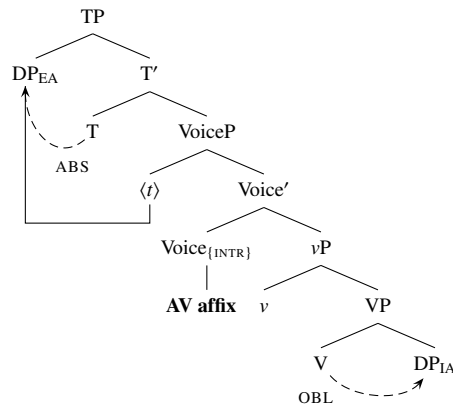 TP
DP_EA T′
T VoiceP
ABS
⟨t⟩ Voice′
Voice_{INTR} vP
AV affix v VP
V DP_IA
OBL